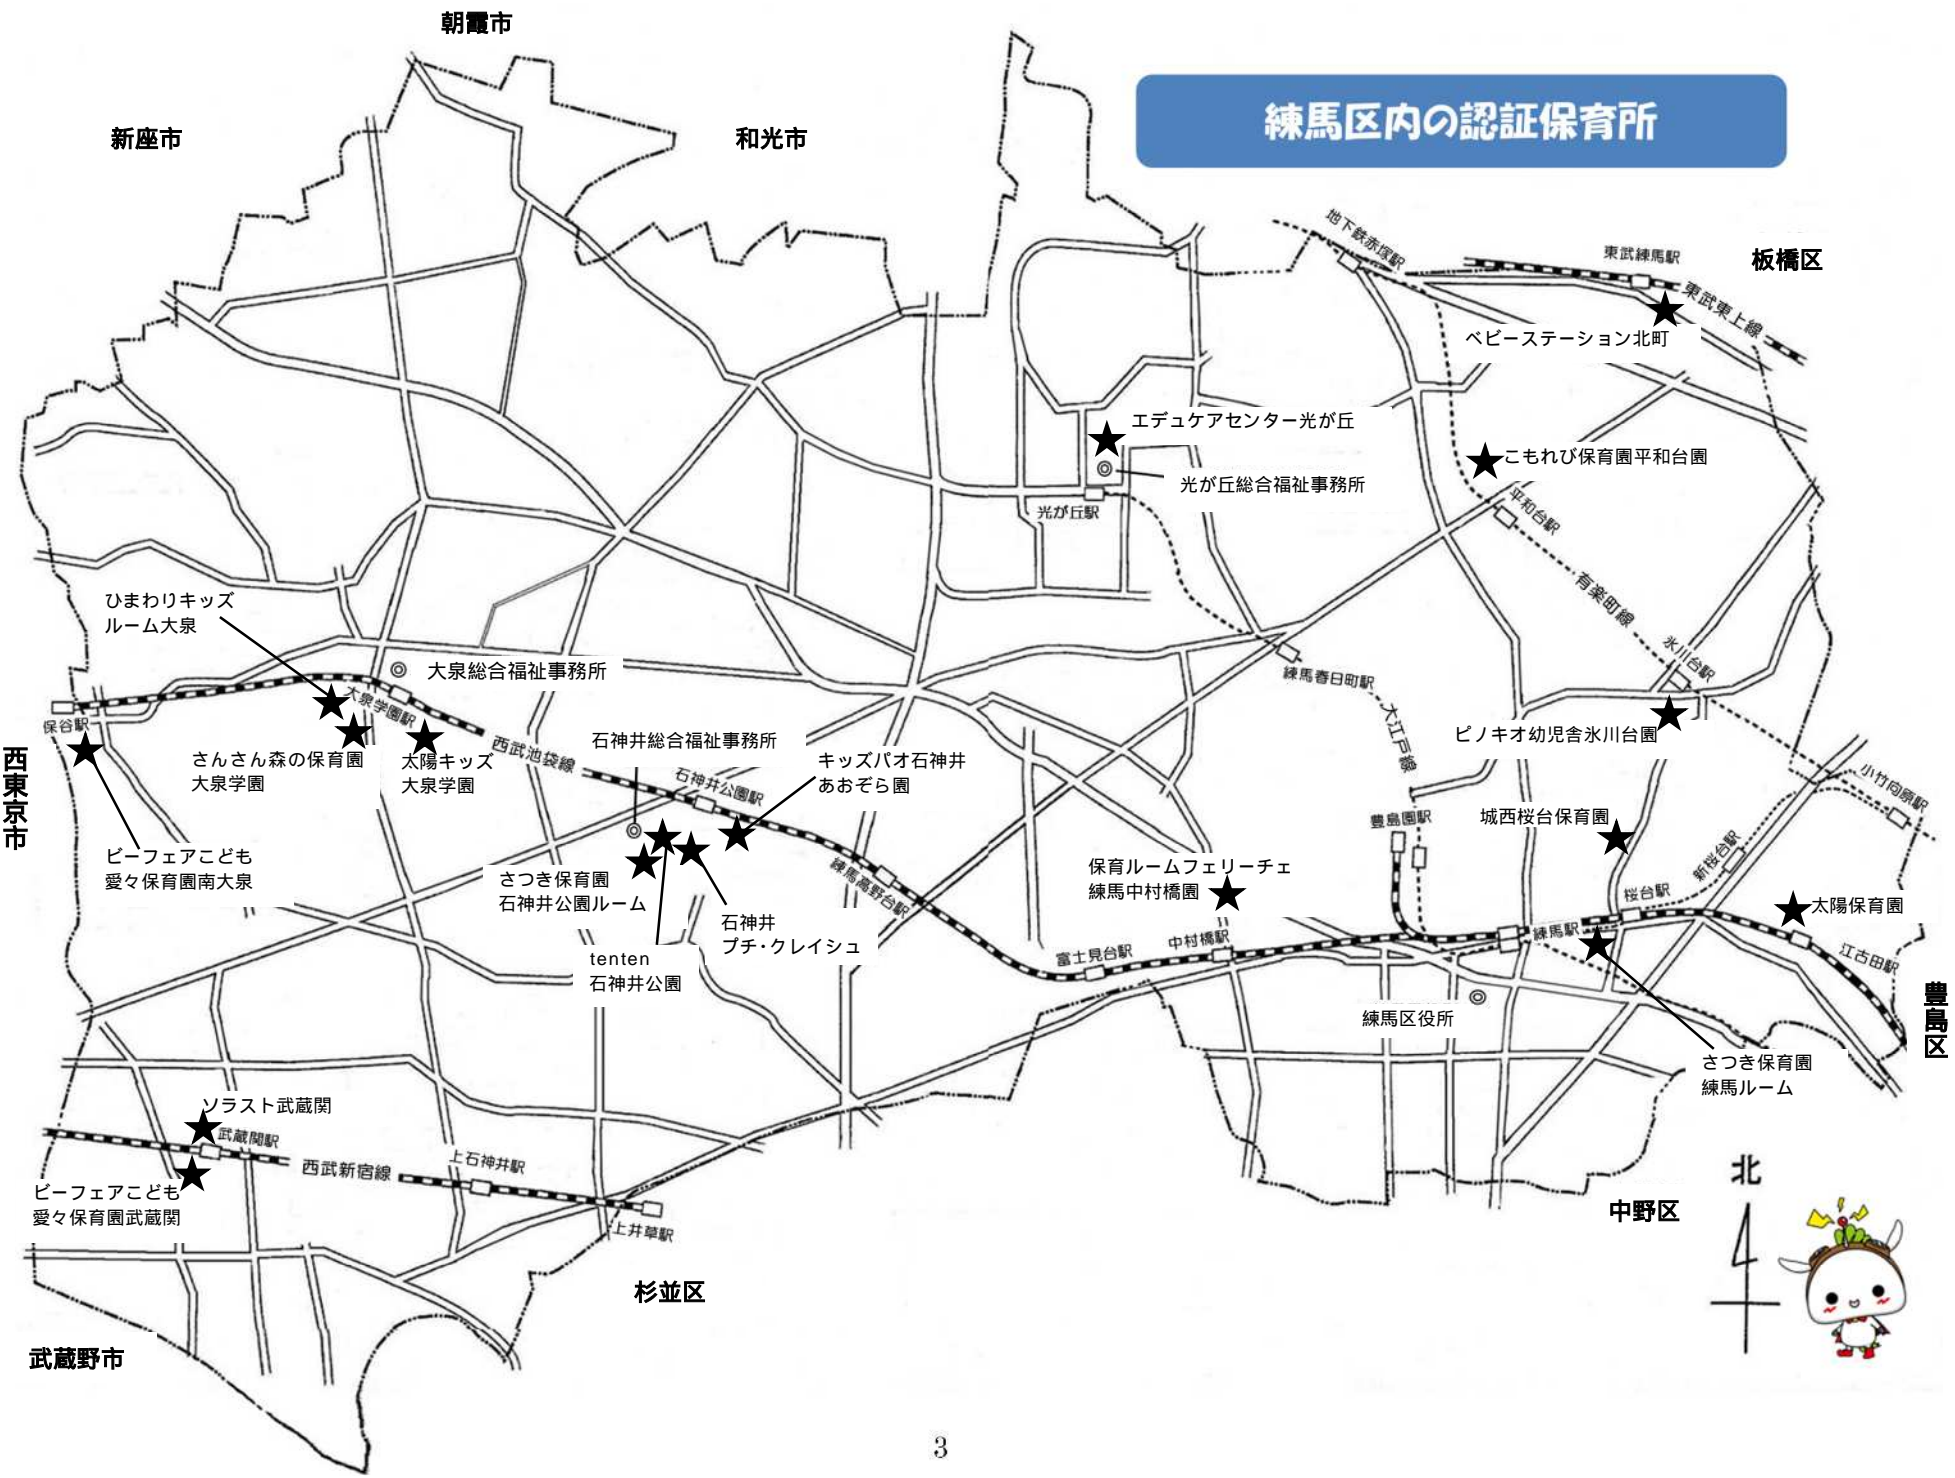 朝霞市
練馬区内の認証保育所
新座市
和光市
板橋区
地下鉄赤塚駅
東武練馬駅
東武東上線
ベビーステーション北町
エデュケアセンター光が丘
こもれび保育園平和台園
光が丘総合福祉事務所
光が丘駅
平和台駅
有楽町線
氷川台駅
ひまわりキッズ
ルーム大泉
大泉総合福祉事務所
練馬春日町駅
大江戸線
保谷駅
大泉学園駅
西武池袋線
石神井総合福祉事務所
ピノキオ幼児舎氷川台園
西東京市
さんさん森の保育園
大泉学園
太陽キッズ
大泉学園
石神井公園駅
キッズパオ石神井
あおぞら園
小竹向原駅
豊島園駅
城西桜台保育園
新桜台駅
ビーフェアこども
愛々保育園南大泉
さつき保育園
石神井公園ルーム
練馬高野台駅
保育ルームフェリーチェ
練馬中村橋園
桜台駅
太陽保育園
石神井
プチ・クレイシュ
tenten
石神井公園
富士見台駅
中村橋駅
練馬駅
江古田駅
豊島区
練馬区役所
さつき保育園
練馬ルーム
ソラスト武蔵関
武蔵関駅
西武新宿線
上石神井駅
ビーフェアこども
愛々保育園武蔵関
上井草駅
北
中野区
杉並区
武蔵野市
3